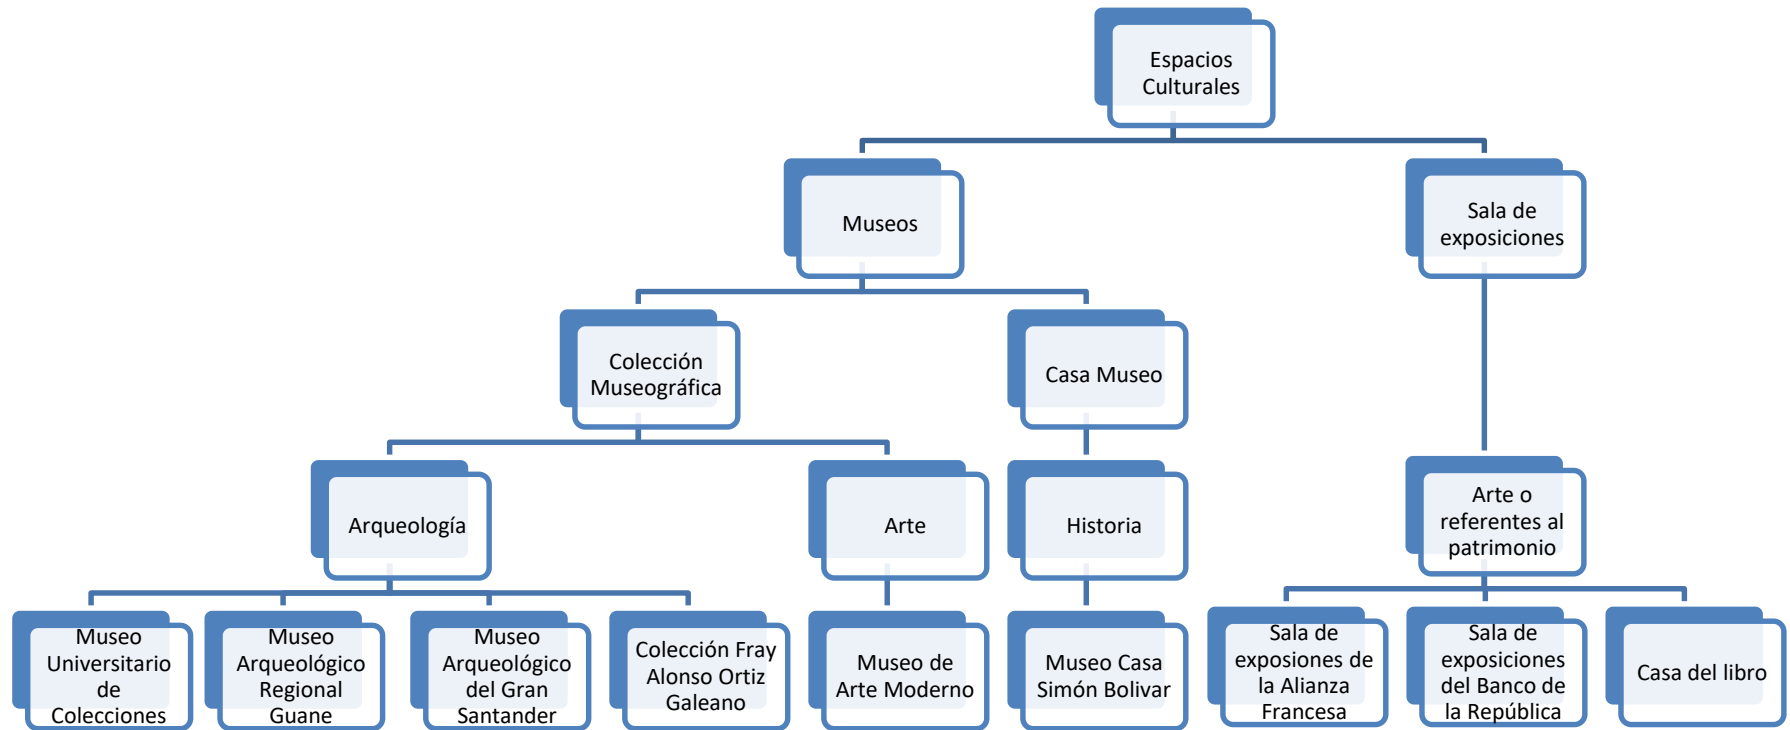 Espacios
Culturales
Museos
Sala de
exposiciones
Colección
Museográfica
Casa Museo
Arqueología
Arte
Historia
Arte o
referentes al
patrimonio
Museo
Universitario
de
Colecciones
Museo
Arqueológico
Regional
Guane
Museo
Arqueológico
del Gran
Santander
Colección Fray
Alonso Ortiz
Galeano
Museo de
Arte Moderno
Museo Casa
Simón Bolivar
Sala de
exposiones de
la Alianza
Francesa
Sala de
exposiciones
del Banco de
la República
Casa del libro